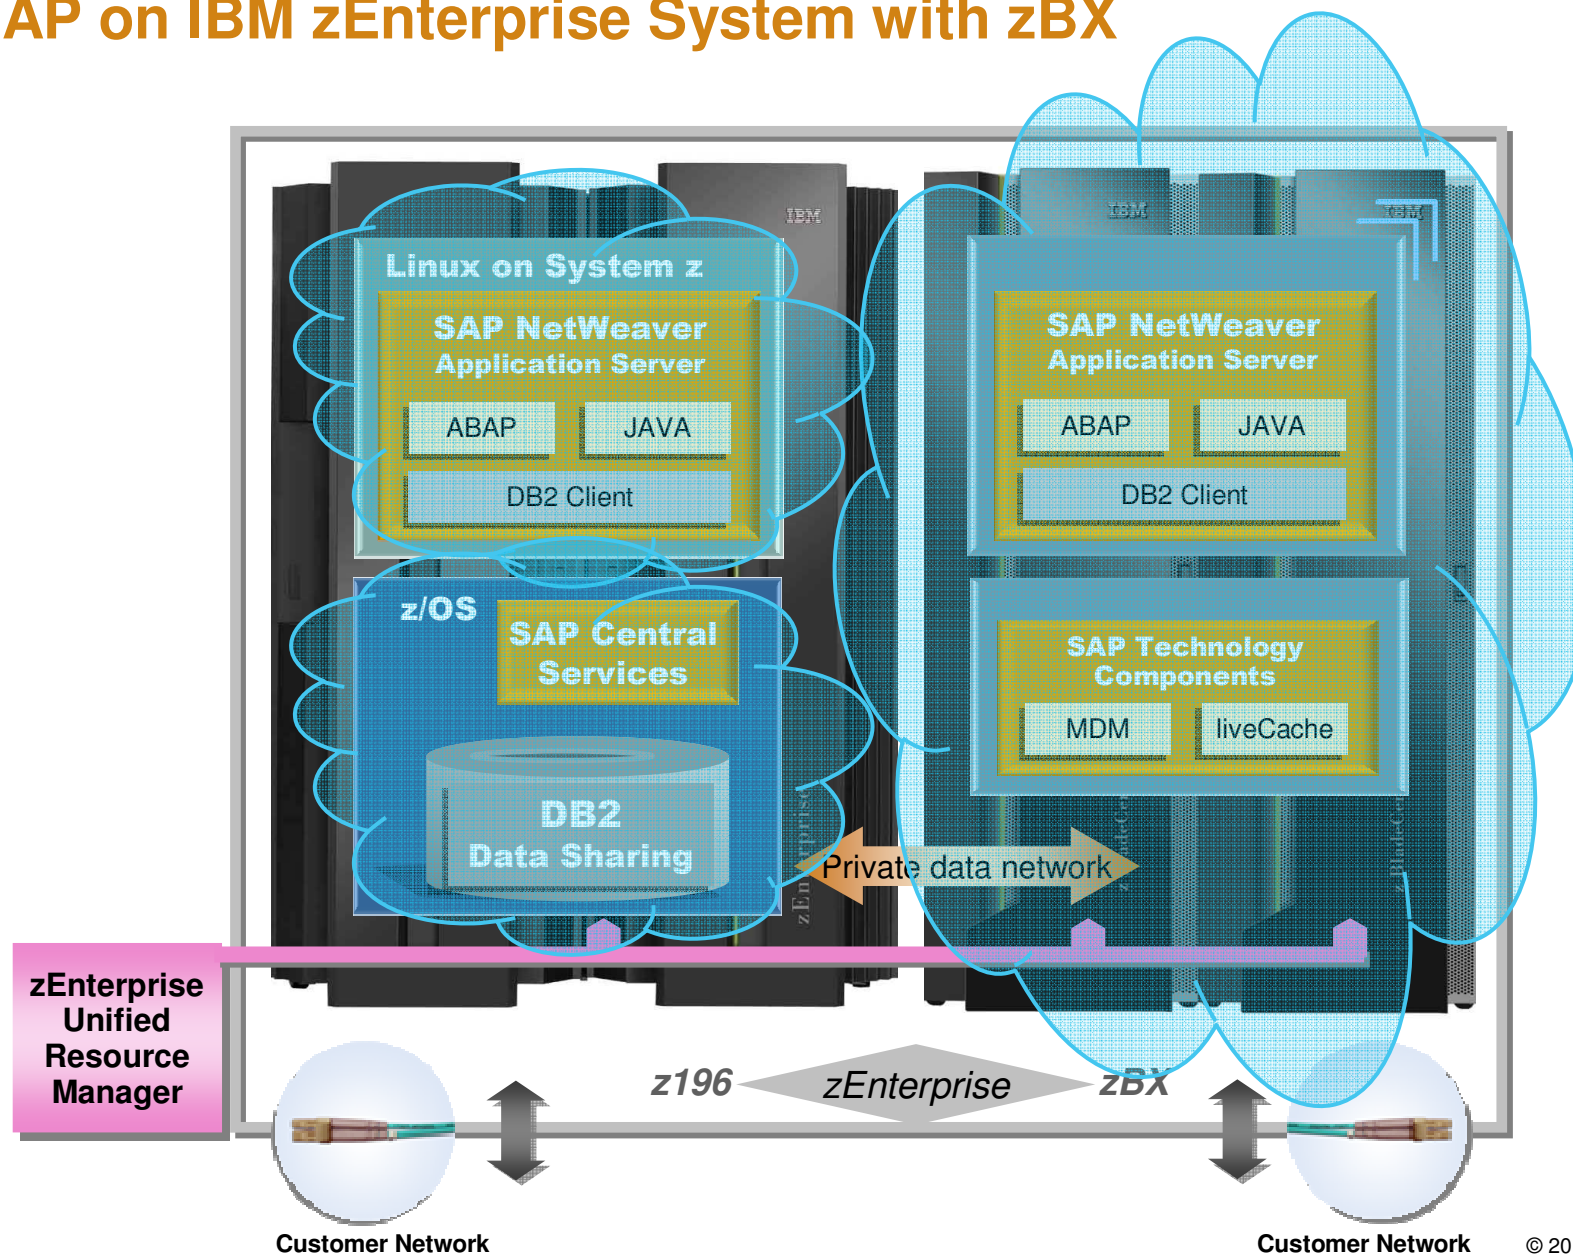 AP on IBM zEnterprise System with zBX
IBM
IBM
IBM
Linux on System z
SAP NetWeaver
Application Server
ABAP
JAVA
DB2 Client
SAP NetWeaver
Application Server
ABAP
JAVA
DB2 Client
z/OS
SAP Central
Services
SAP Technology
Components
MDM
liveCache
DB2
Data Sharing
zEnterprise
Private data network
zEnterprise
Unified
Resource
Manager
z196
zEnterprise
zBX
Customer Network
Customer Network
© 20